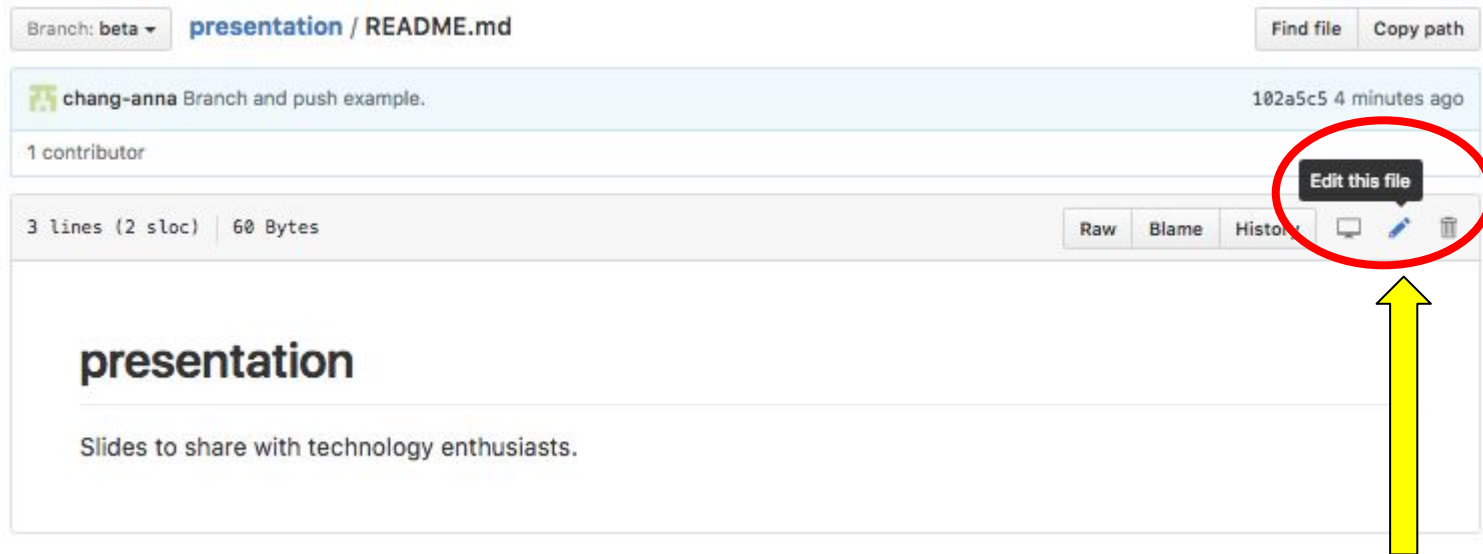 Branch: beta presentation / README.md Find file Copy path
chang-anna Branch and push example. 102a5c5 4 minutes ago
1 contributor
Edit this file
3 lines (2 sloc) 60 Bytes Raw Blame History
presentation
Slides to share with technology enthusiasts.